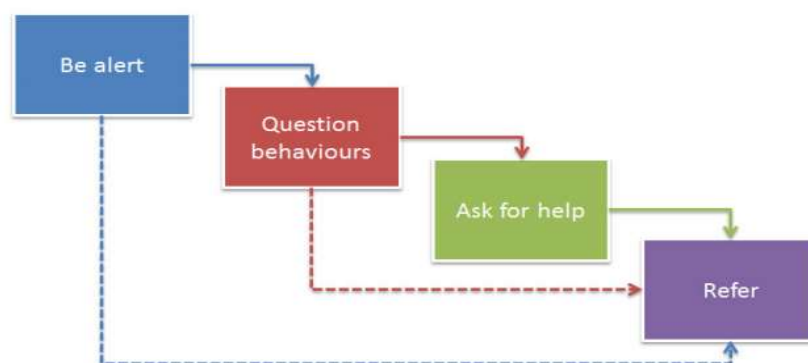 Be alert
Question
behaviours
Ask for help
Refer